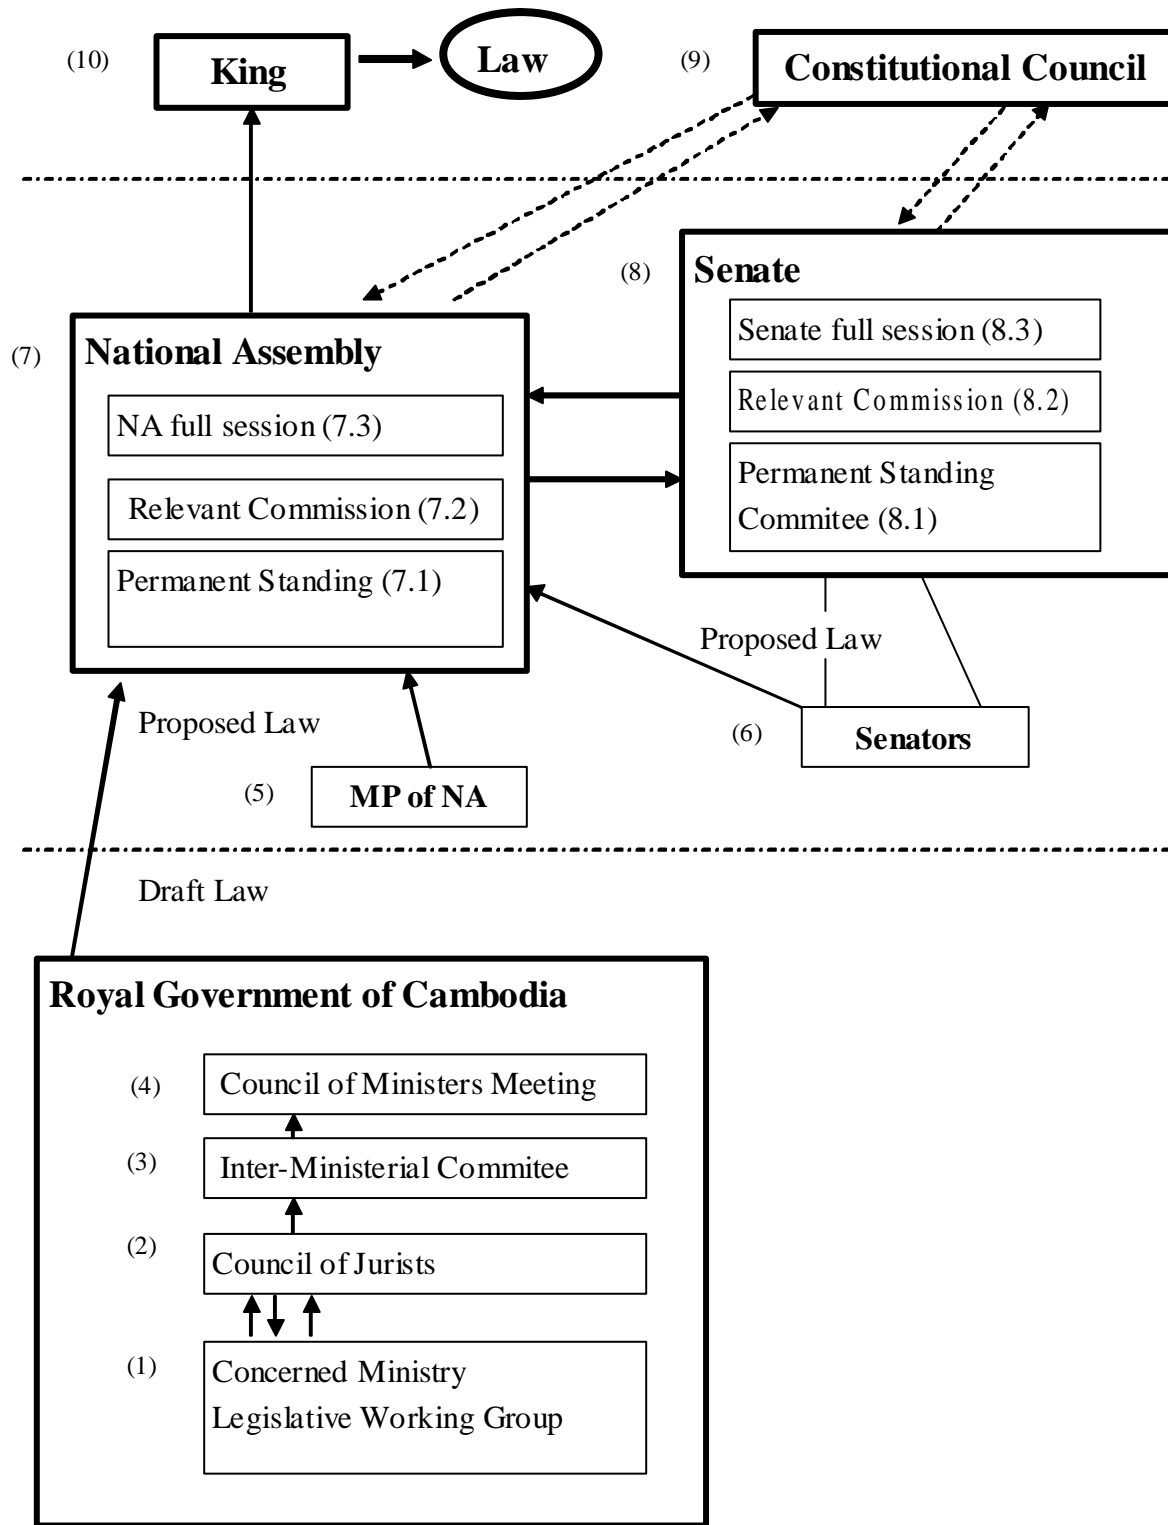 (10)
King
Law
(9)
Constitutional Council
(8)
Senate
Senate full session (8.3)
Relevant Commission (8.2)
Permanent Standing
Commitee (8.1)
(7)
National Assembly
NA full session (7.3)
Relevant Commission (7.2)
Permanent Standing (7.1)
Proposed Law
(6)
Senators
Proposed Law
(5)
MP of NA
Draft Law
Royal Government of Cambodia
(4)
Council of Ministers Meeting
(3)
Inter-Ministerial Commitee
(2)
Council of Jurists
(1)
Concerned Ministry
Legislative Working Group